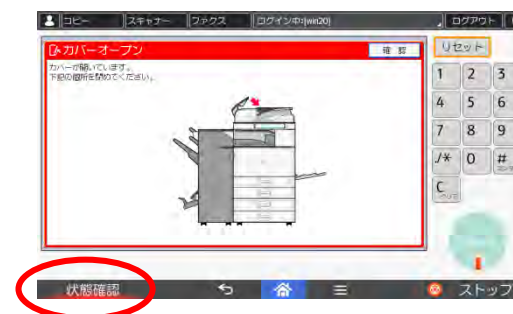 コピー スキャナー ファクス ログイン中:(win20) ログアウト
カバーオープン 確 認 リセット
カバーが開いています。
下記の箇所を閉めてください。
1 2 3
4 5 6
7 8 9
./* 0 #
C
状態確認 ストップ